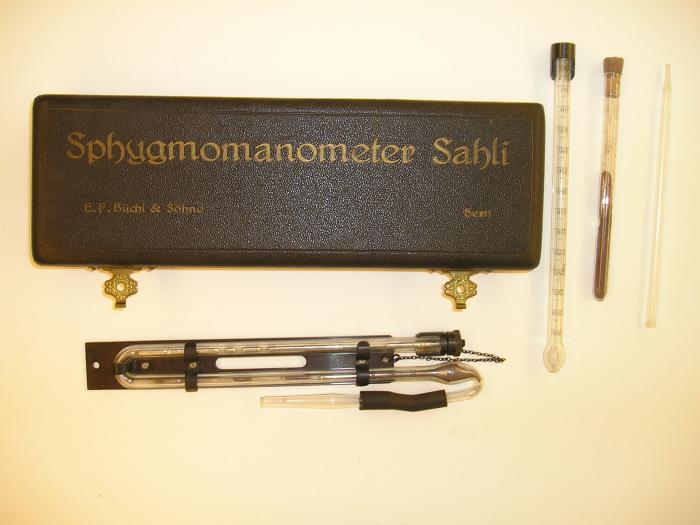 Sphygmomanometer Sahli
E. F. Büchi & Söhne
Bern